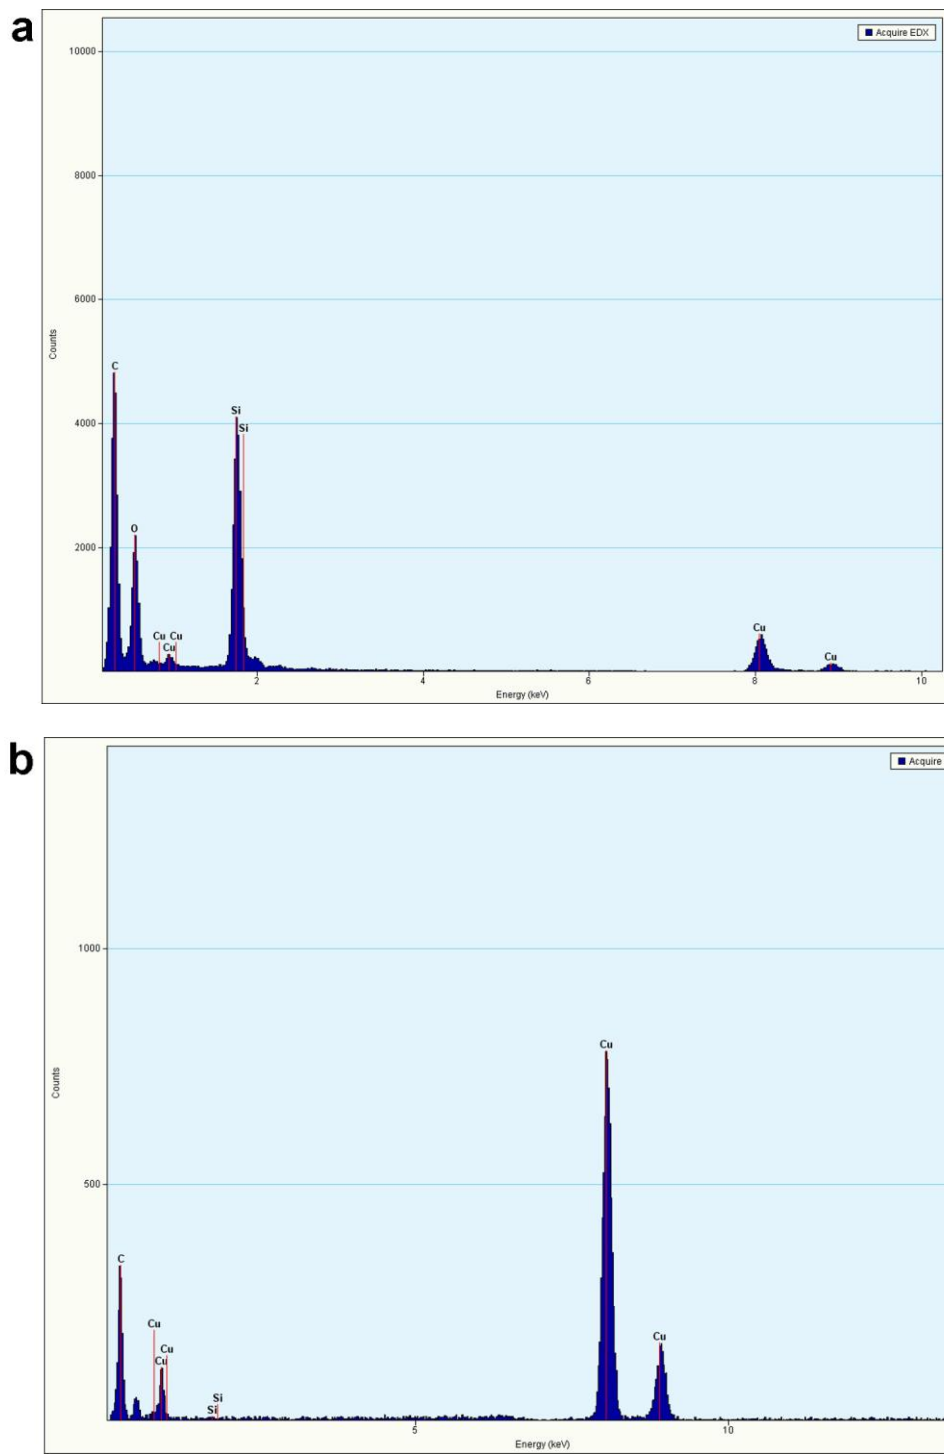 a
Acquire EDX
10000
8000
6000
4000
2000
Counts
C
O
Cu
Cu
Cu
Si
Si
Cu
Cu
2
4
6
8
10
Energy (keV)
b
Acquire
1000
500
Counts
C
Cu
Cu
Cu
Si
Si
Cu
Cu
5
10
Energy (keV)